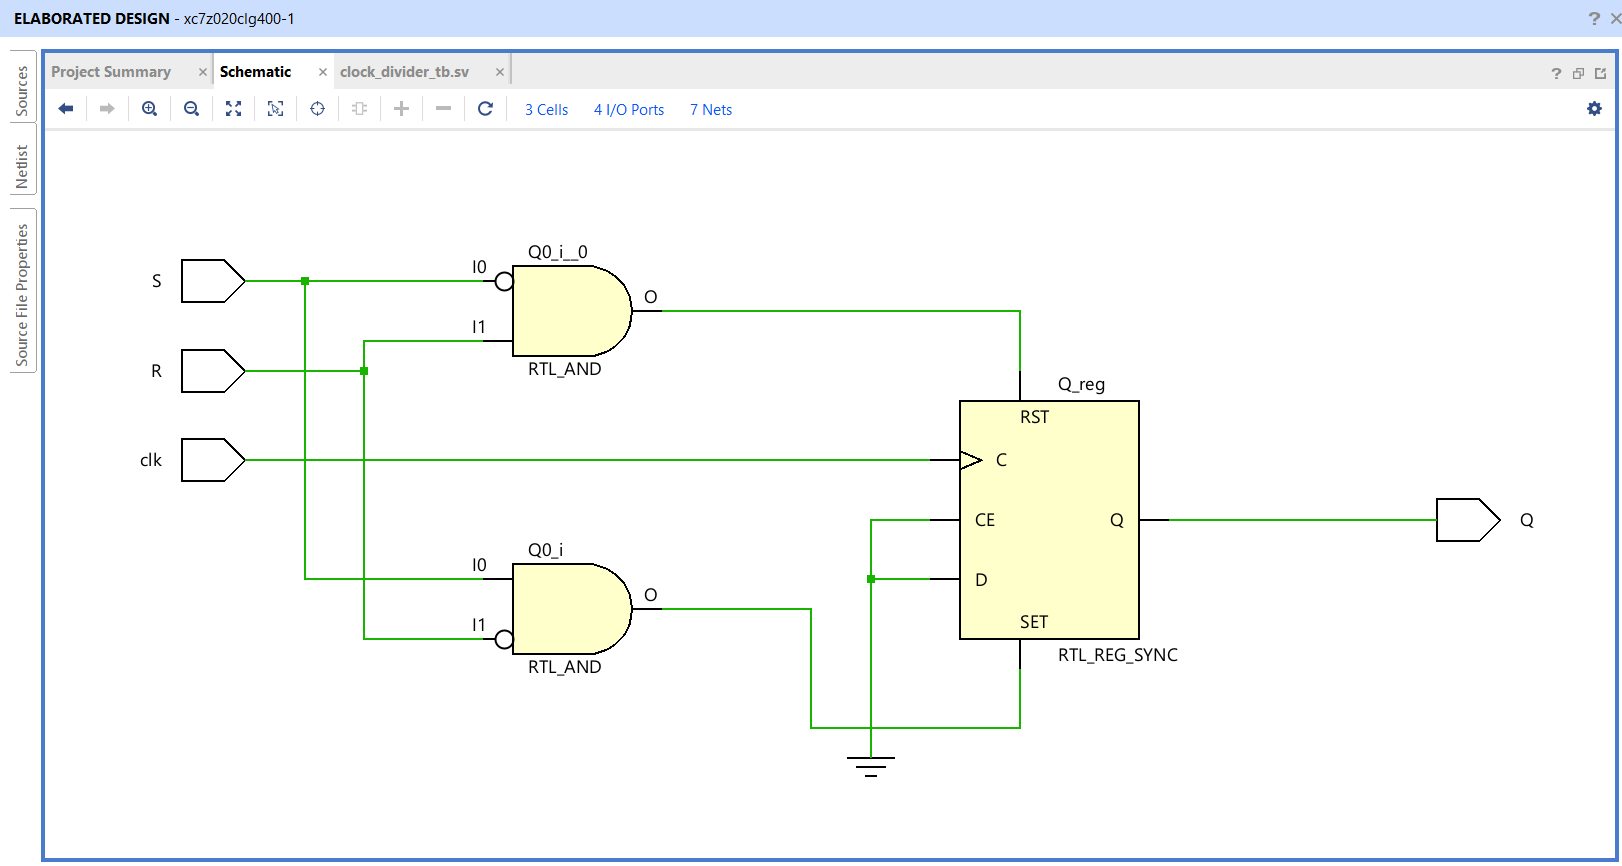 ELABORATED DESIGN - xc7z020clg400-1
Sources
Netlist
Source File Properties
Project Summary
Schematic
clock_divider_tb.sv
3 Cells
4 I/O Ports
7 Nets
Q0_i__0
S
I0
O
I1
RTL_AND
R
Q_reg
RST
clk
C
CE
Q
Q
Q0_i
I0
D
O
I1
SET
RTL_REG_SYNC
RTL_AND